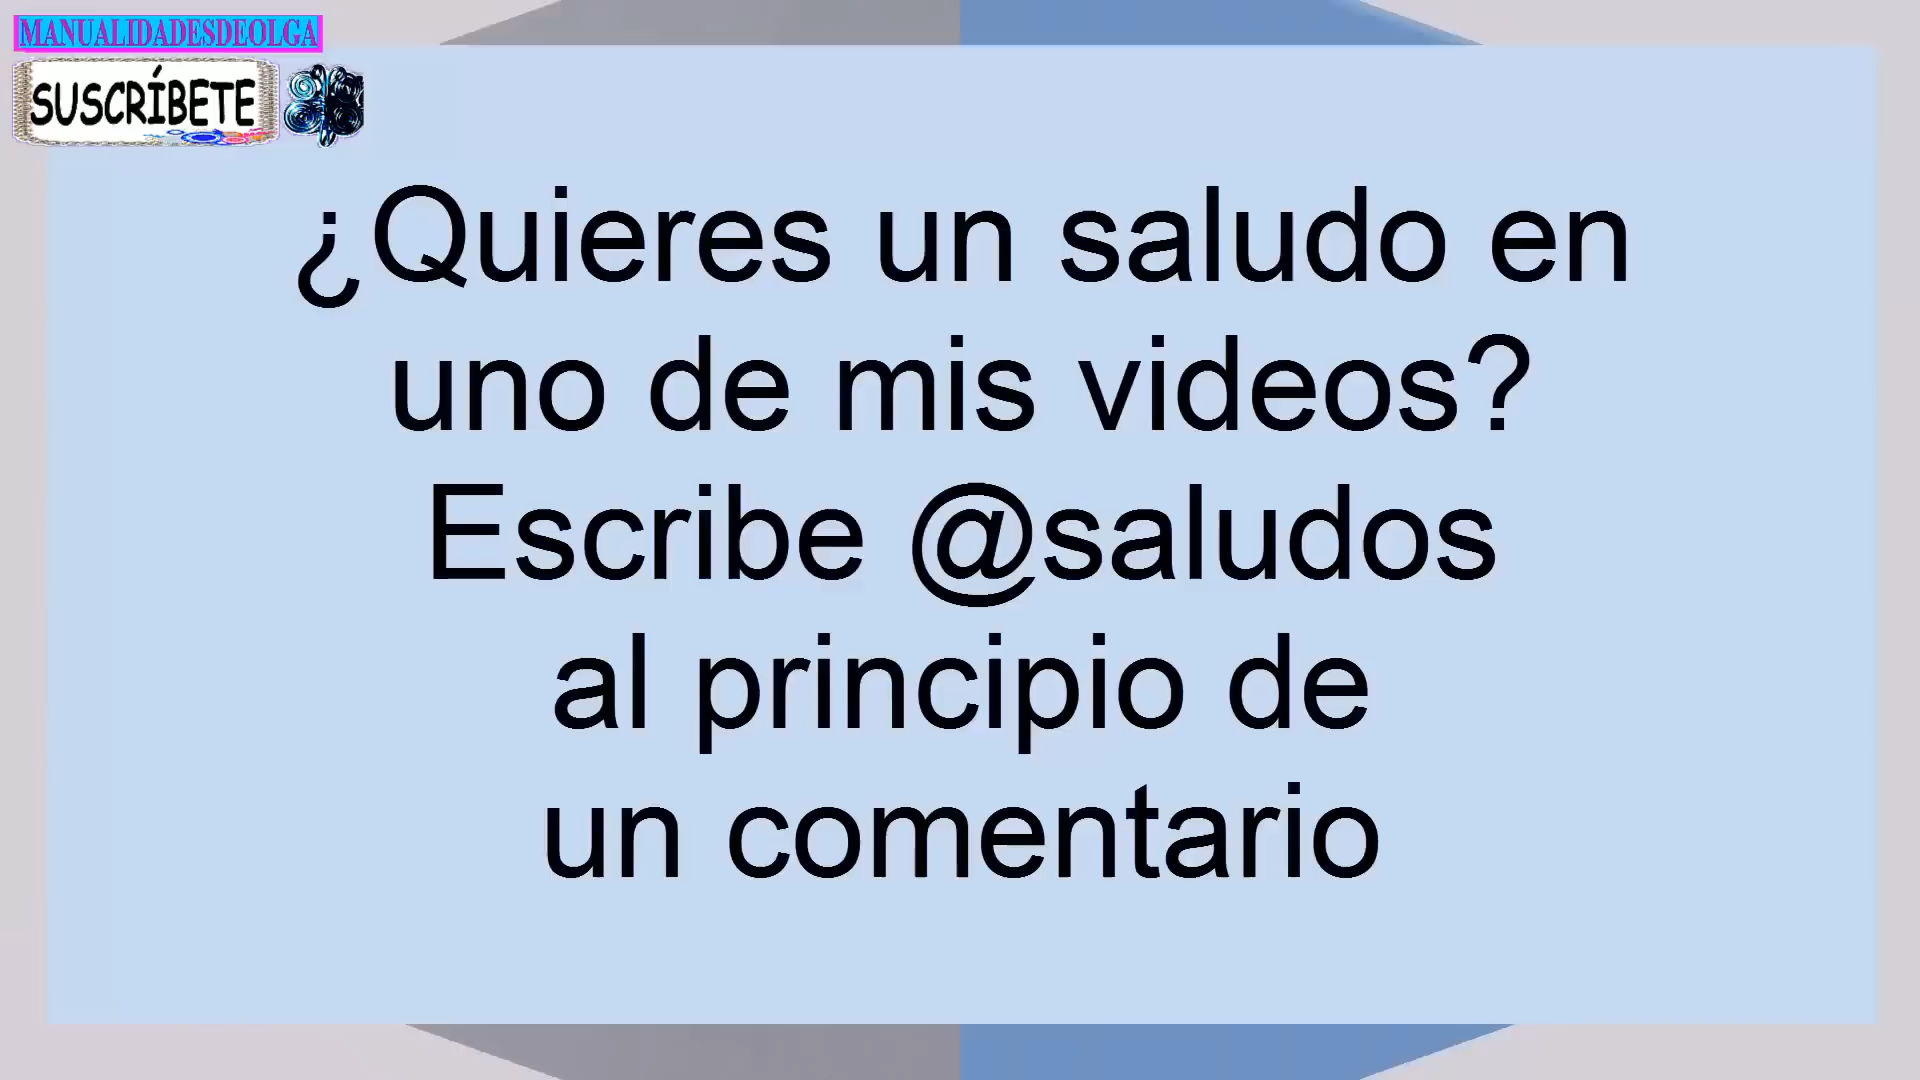 MANUALIDADESDEOLGA
SUSCRÍBETE
¿Quieres un saludo en
uno de mis videos?
Escribe @saludos
al principio de
un comentario